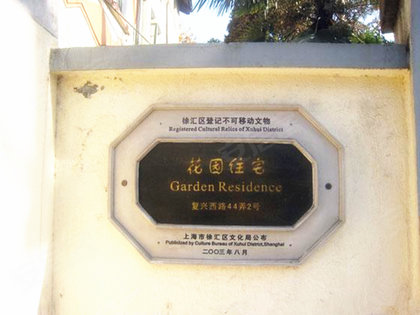 徐汇区登记不可移动文物
Registered Cultural Relics of Xuhui District
花园住宅
Garden Residence
复兴西路44弄2号
上海市徐汇区文化局公布
Publicized by Culture Bureau of Xuhui District,Shanghai
二〇〇三年八月